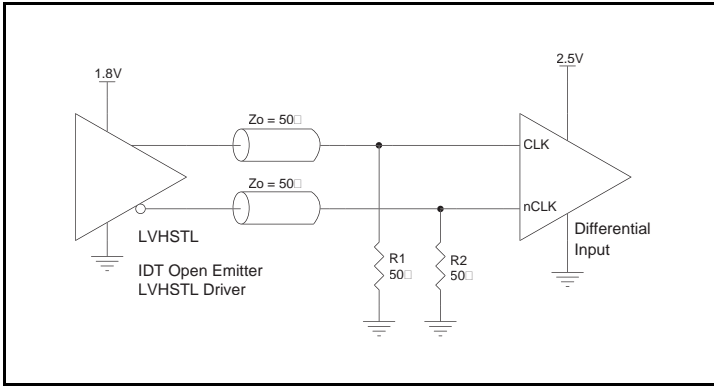 1.8V
2.5V
Zo = 50□
CLK
Zo = 50□
nCLK
LVHSTL
IDT Open Emitter
LVHSTL Driver
R1
50□
R2
50□
Differential
Input